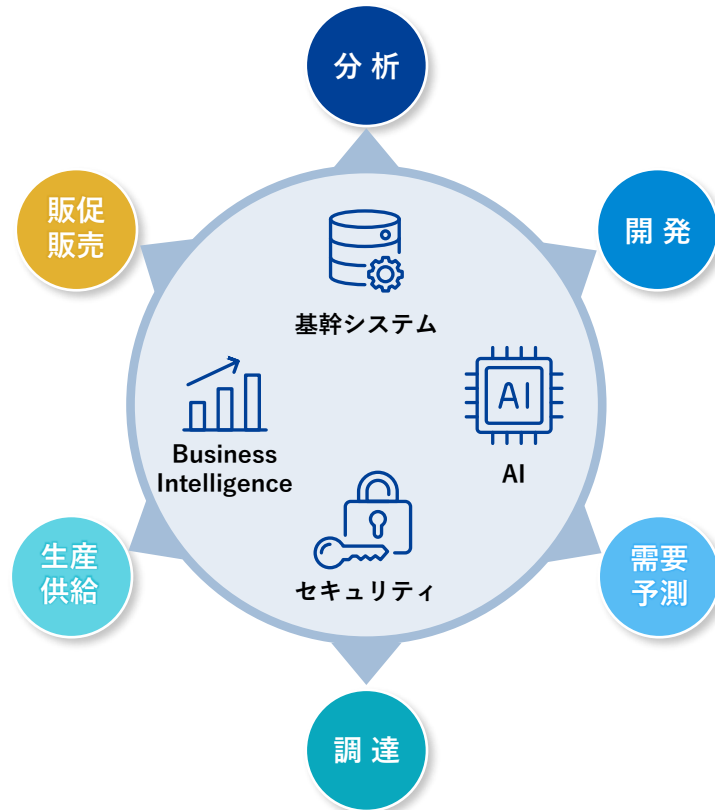 分析
販促
販売
開発
基幹システム
AI
Business
Intelligence
AI
セキュリティ
生産
供給
需要
予測
調達